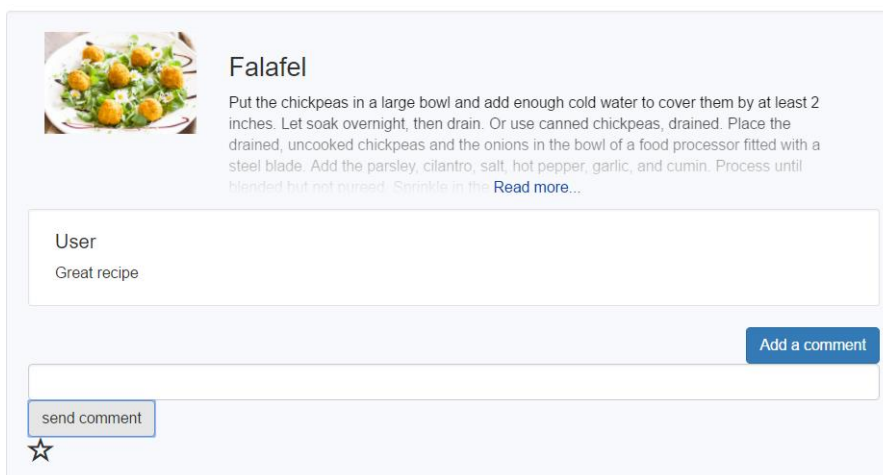 Falafel
Put the chickpeas in a large bowl and add enough cold water to cover them by at least 2
inches. Let soak overnight, then drain. Or use canned chickpeas, drained. Place the
drained, uncooked chickpeas and the onions in the bowl of a food processor fitted with a
steel blade. Add the parsley, cilantro, salt, hot pepper, garlic, and cumin. Process until
blended but not pureed. Sprinkle in the Read more...
User
Great recipe
Add a comment
send comment